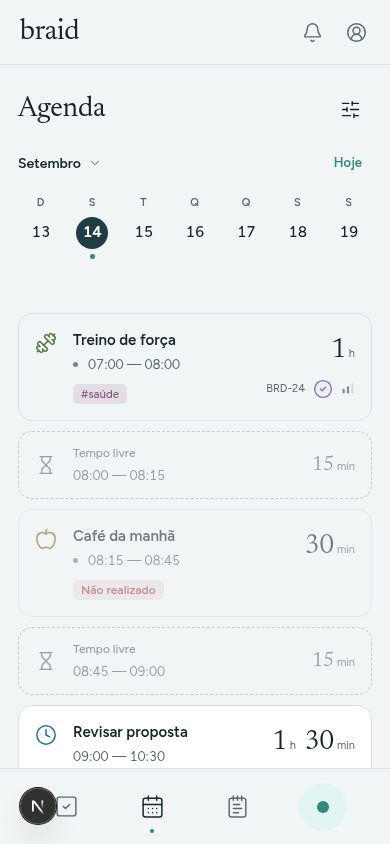 braid
Agenda
Setembro
Hoje
D S T Q Q S S
13 14 15 16 17 18 19
Treino de força
1 h
07:00 — 08:00
#saúde
BRD-24
Tempo livre
15 min
08:00 — 08:15
Café da manhã
30 min
08:15 — 08:45
Não realizado
Tempo livre
15 min
08:45 — 09:00
Revisar proposta
1 h 30 min
09:00 — 10:30
N